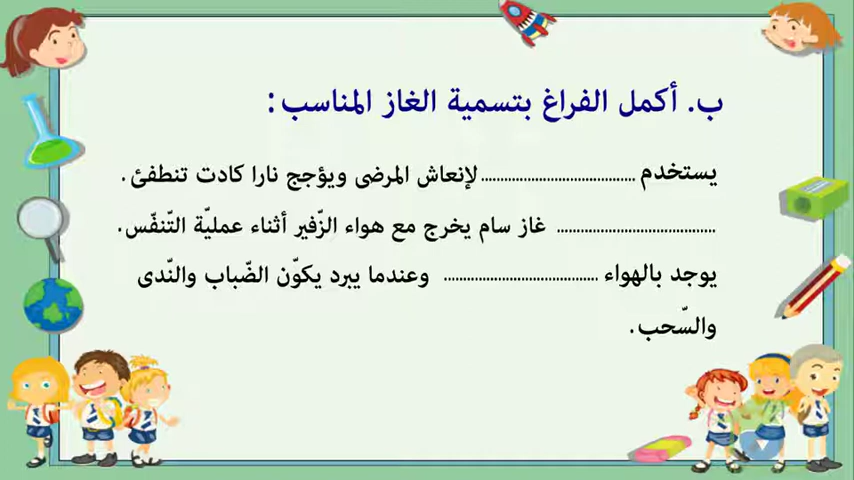 ب. أكمل الفراغ بتسمية الغاز المناسب:
يستخدم ................................... لإنعاش المرضى ويؤجج نارا كادت تنطفئ.
.................................... غاز سام يخرج مع هواء الزّفير أثناء عمليّة التّنفّس.
يوجد بالهواء ................................... وعندما يبرد يكوّن الضّباب والنّدى
والسّحب.